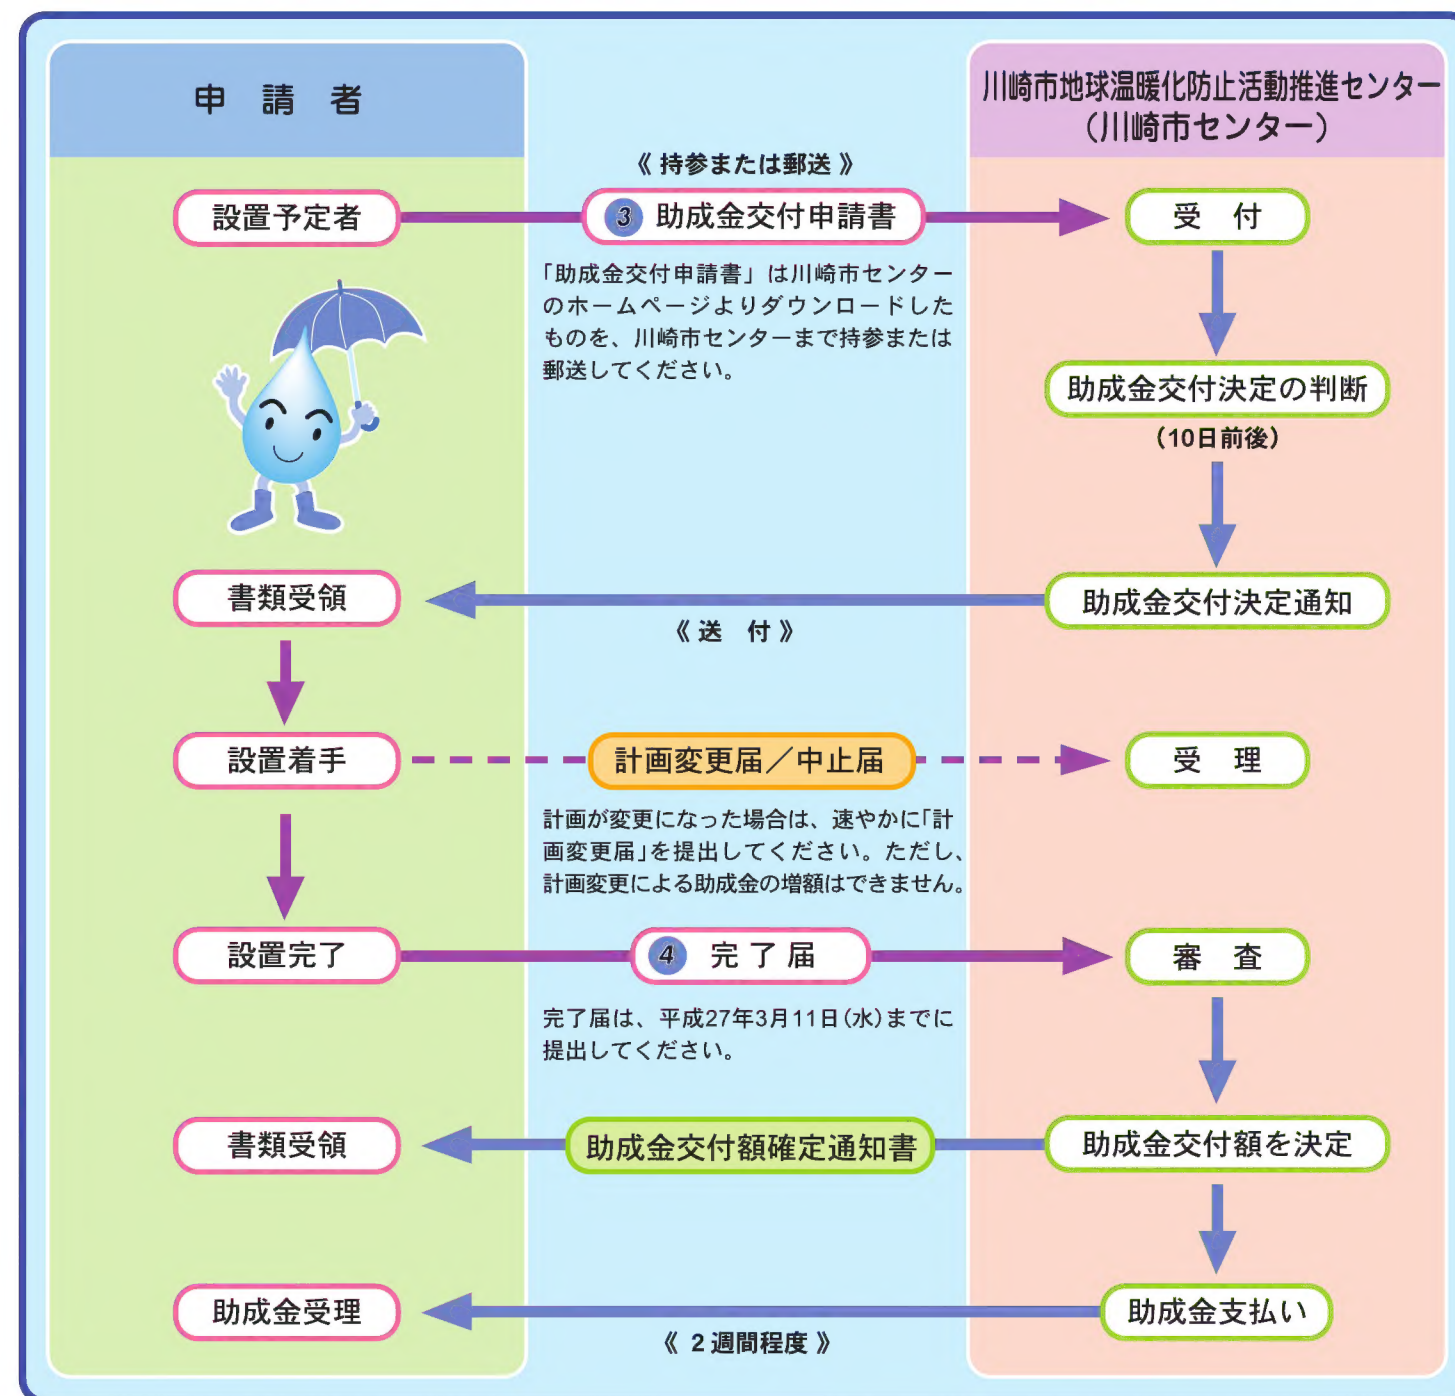 申 請 者
川崎市地球温暖化防止活動推進センター
(川崎市センター)
《 持参または郵送 》
設置予定者
3 助成金交付申請書
受 付
「助成金交付申請書」は川崎市センター
のホームページよりダウンロードした
ものを、川崎市センターまで持参または
郵送してください。
助成金交付決定の判断
(10日前後)
書類受領
助成金交付決定通知
《 送 付 》
設置着手
計画変更届／中止届
受 理
計画が変更になった場合は、速やかに「計
画変更届」を提出してください。ただし、
計画変更による助成金の増額はできません。
設置完了
4 完了届
審 査
完了届は、平成27年3月11日(水)までに
提出してください。
書類受領
助成金交付額確定通知書
助成金交付額を決定
助成金受理
助成金支払い
《 2週間程度 》